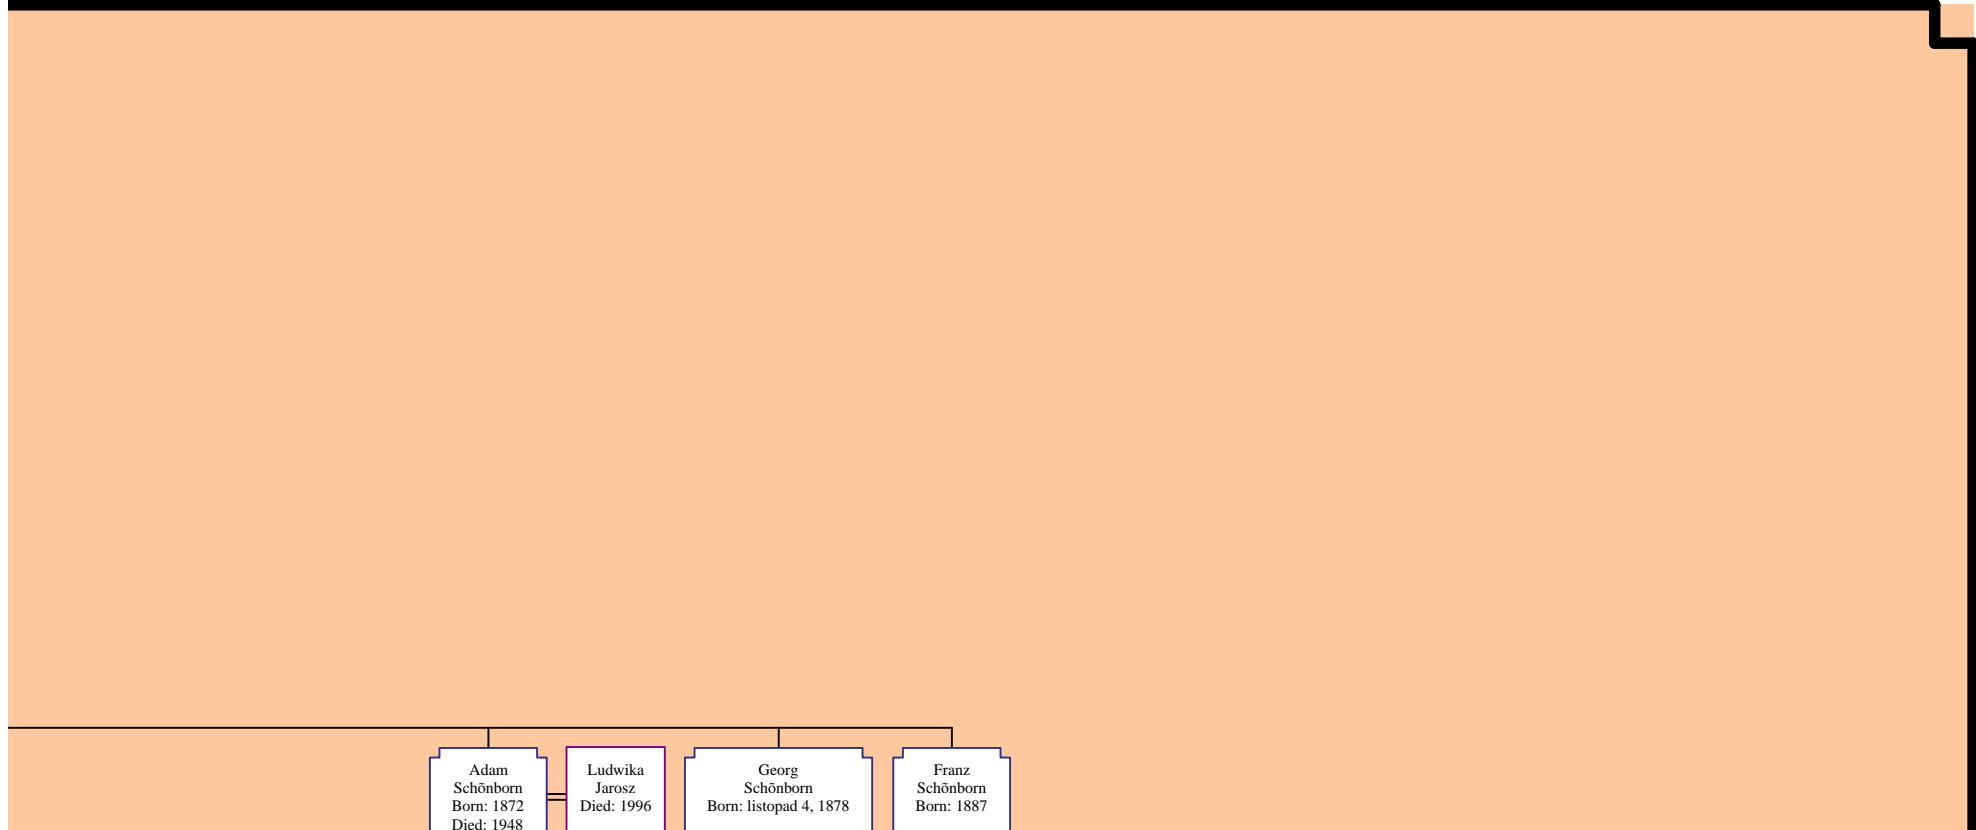 Adam
Schõnborn
Born: 1872
Died: 1948
Ludwika
Jarosz
Died: 1996
Georg
Schõnborn
Born: listopad 4, 1878
Franz
Schõnborn
Born: 1887